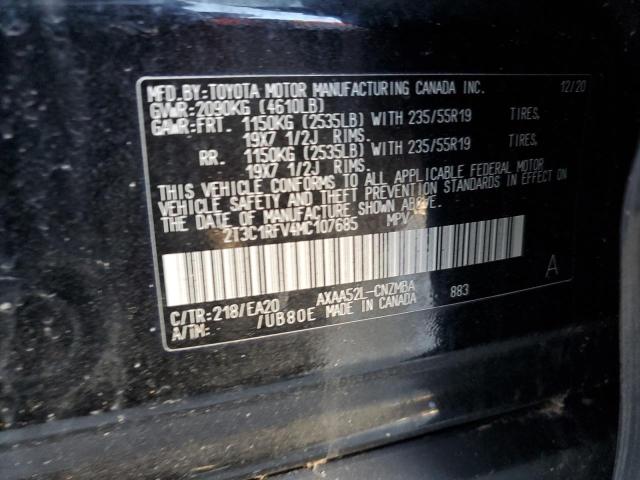 MFD. BY: TOYOTA MOTOR MANUFACTURING CANADA INC. 12/20
GVWR: 2090KG (4610LB)
GAWR: FRT. 1150KG (2535LB) WITH 235/55R19 TIRES,
19X7 1/2J RIMS.
RR. 1150KG (2535LB) WITH 235/55R19 TIRES,
19X7 1/2J RIMS.
THIS VEHICLE CONFORMS TO ALL APPLICABLE FEDERAL MOTOR
VEHICLE SAFETY AND THEFT PREVENTION STANDARDS IN EFFECT ON
THE DATE OF MANUFACTURE SHOWN ABOVE.
2T3C1RFV4MC107685 MPV
A
C/TR: 218/EA20 AXAA52L-CNZMBA 883
A/TM: /UB80E MADE IN CANADA